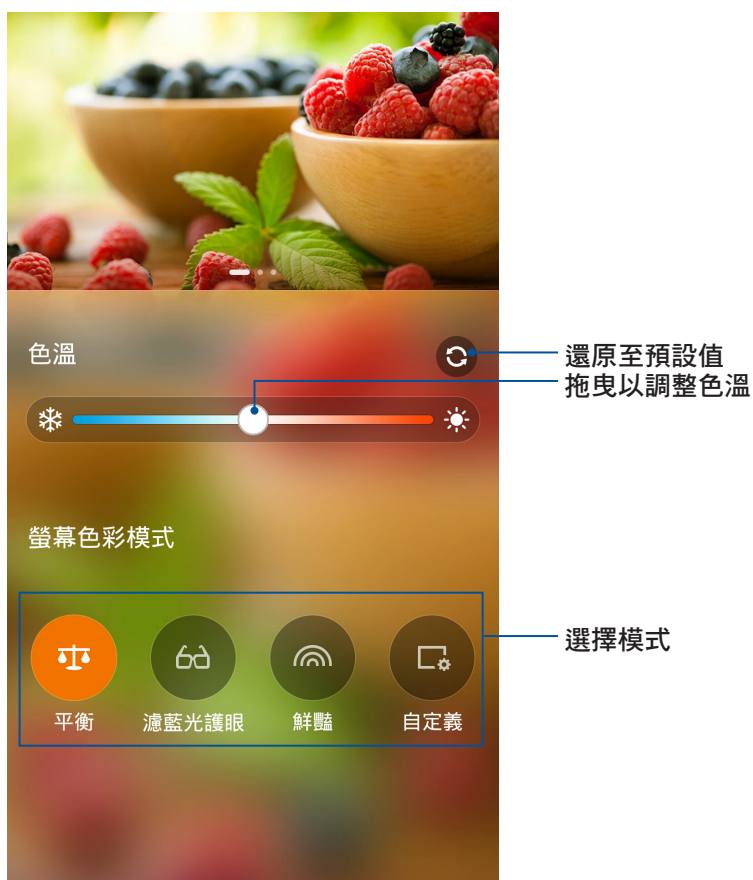 色溫
還原至預設值
拖曳以調整色溫
螢幕色彩模式
選擇模式
平衡
濾藍光護眼
鮮豔
自定義